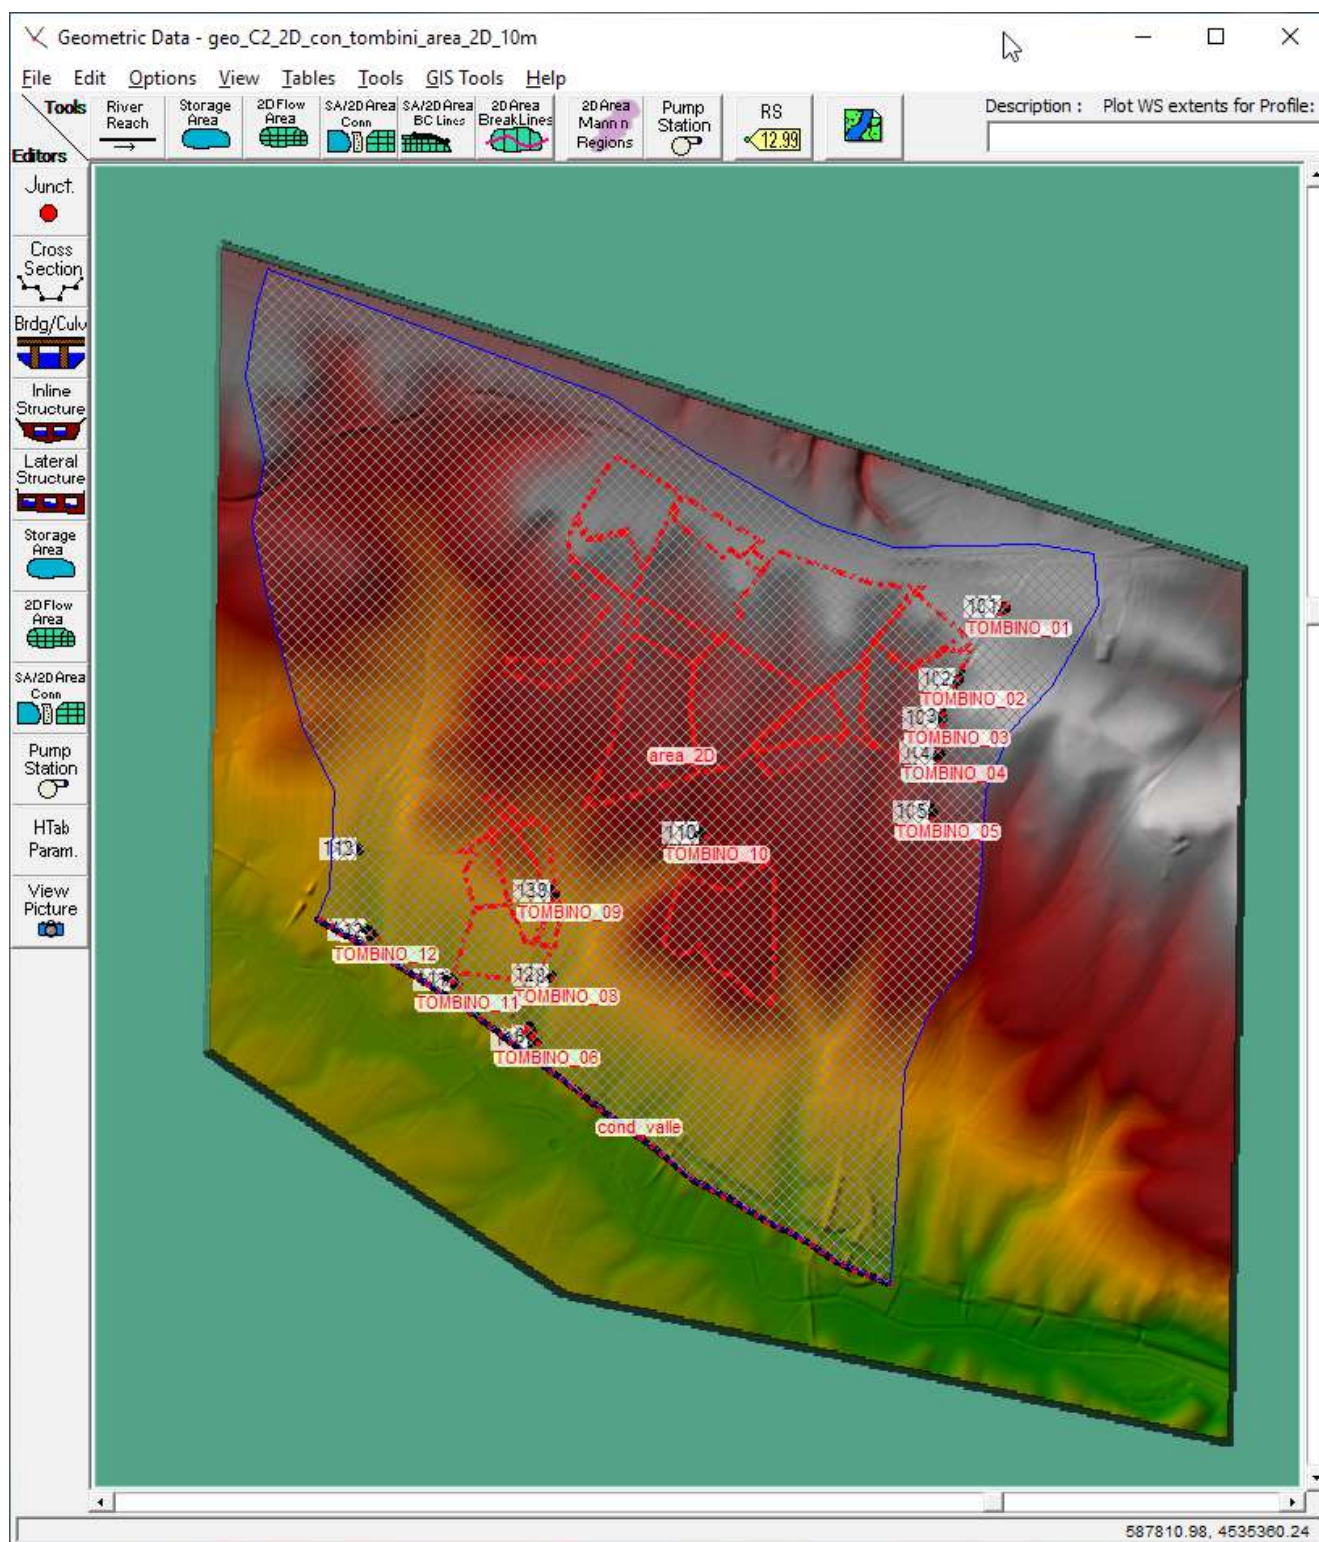 Geometric Data - geo_C2_2D_con_tombini_area_2D_10m
File Edit Options View Tables Tools GIS Tools Help
Tools
Editors
River
Reach
Storage
Area
2D Flow
Area
SA/2D Area
Conn
SA/2D Area
BC Lines
2D Area
BreakLines
2D Area
Mann n
Regions
Pump
Station
RS
12.99
Description :
Plot WS extents for Profile:
Junct.
Cross
Section
Brdg/Culv
Inline
Structure
Lateral
Structure
Storage
Area
2D Flow
Area
SA/2D Area
Conn
Pump
Station
HTab
Param.
View
Picture
101
TOMBINO_01
102
TOMBINO_02
103
TOMBINO_03
TOMBINO_04
105
TOMBINO_05
area_2D
110
TOMBINO_10
113
TOMBINO_09
TOMBINO_12
TOMBINO_11
TOMBINO_08
TOMBINO_06
cond_valle
587810.98, 4535360.24